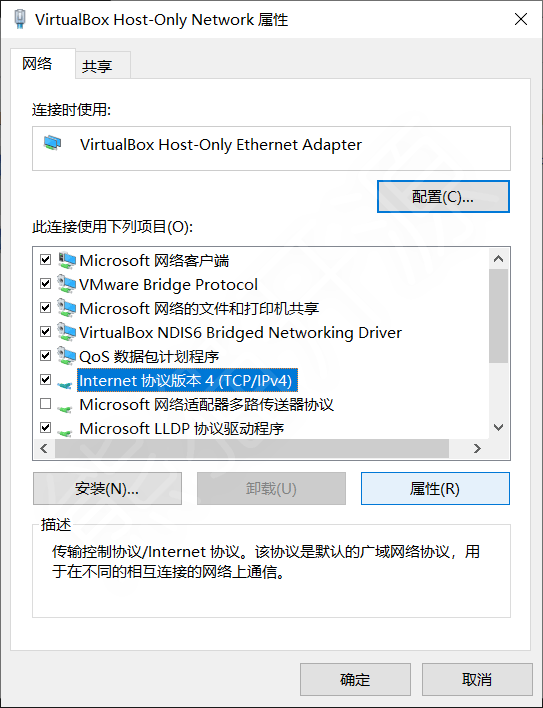 VirtualBox Host-Only Network 属性
网络
共享
连接时使用:
VirtualBox Host-Only Ethernet Adapter
配置(C)...
此连接使用下列项目(O):
Microsoft 网络客户端
VMware Bridge Protocol
Microsoft 网络的文件和打印机共享
VirtualBox NDIS6 Bridged Networking Driver
QoS 数据包计划程序
Internet 协议版本 4 (TCP/IPv4)
Microsoft 网络适配器多路传送器协议
Microsoft LLDP 协议驱动程序
安装(N)...
卸载(U)
属性(R)
描述
传输控制协议/Internet 协议。该协议是默认的广域网络协议，用
于在不同的相互连接的网络上通信。
确定
取消